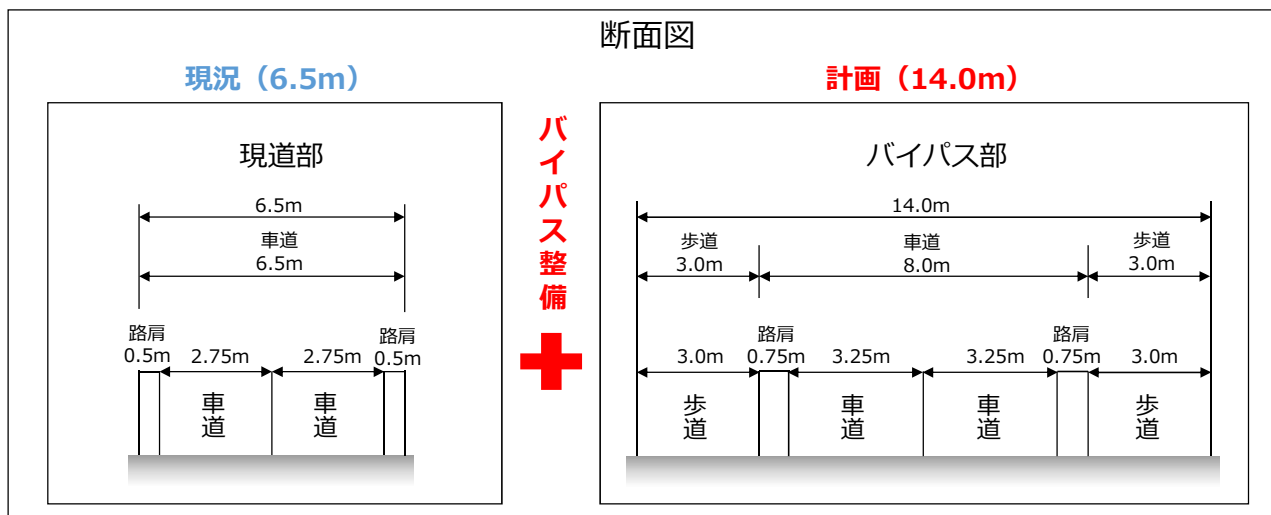 断面図
現況（6.5m）
現道部
6.5m
車道
6.5m
路肩
0.5m
2.75m
2.75m
路肩
0.5m
車道
車道
バイパス整備
計画（14.0m）
バイパス部
14.0m
歩道
3.0m
車道
8.0m
歩道
3.0m
3.0m
路肩
0.75m
3.25m
3.25m
路肩
0.75m
3.0m
歩道
車道
車道
歩道